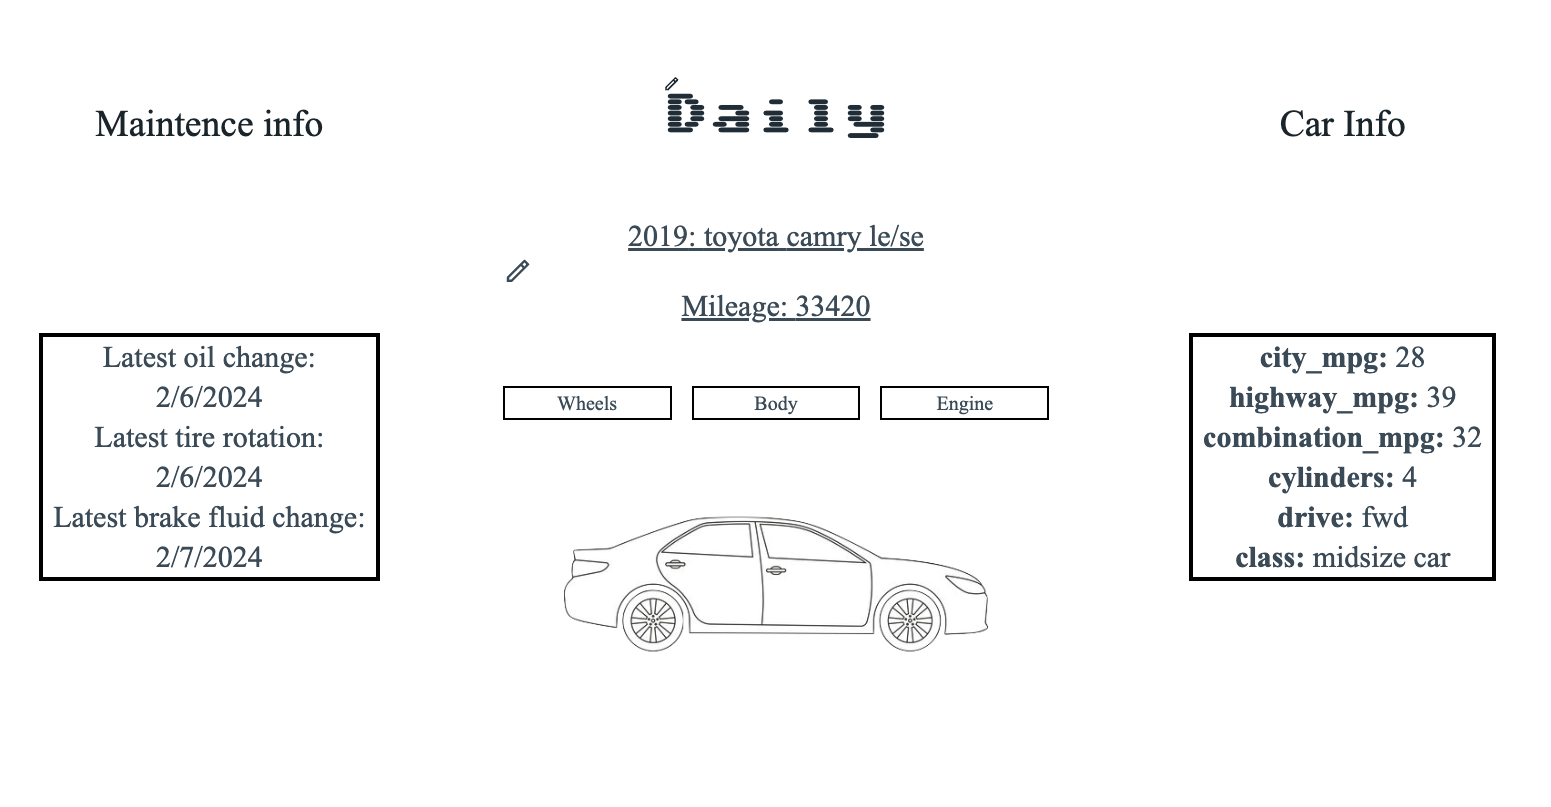 Maintence info
Daily
Car Info
2019: toyota camry le/se
Mileage: 33420
Latest oil change:
2/6/2024
Latest tire rotation:
2/6/2024
Latest brake fluid change:
2/7/2024
Wheels
Body
Engine
city_mpg: 28
highway_mpg: 39
combination_mpg: 32
cylinders: 4
drive: fwd
class: midsize car